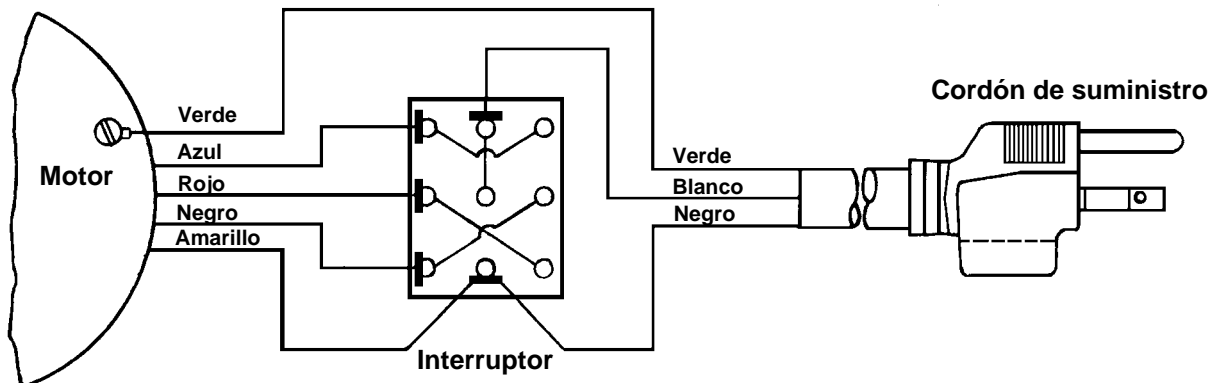 Cordón de suministro
Verde
Azul
Motor
Rojo
Negro
Amarillo
Verde
Blanco
Negro
Interruptor